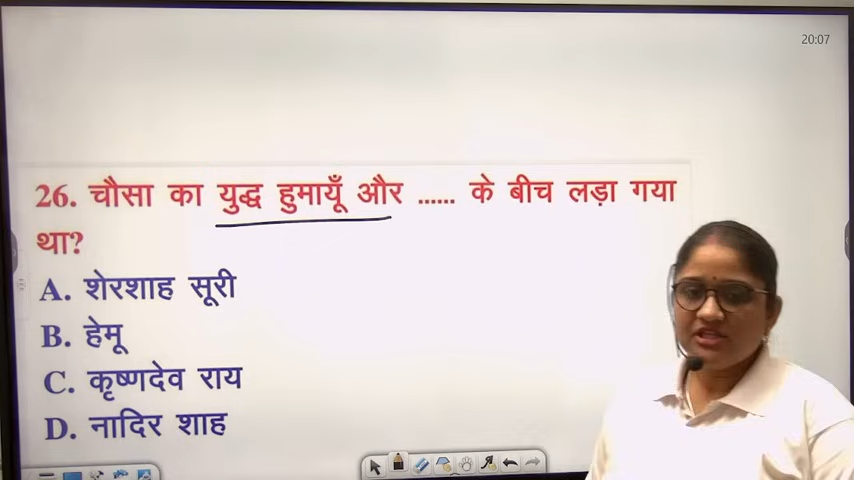 20:07
26. चौसा का युद्ध हुमायूँ और ...... के बीच लड़ा गया
था?
A. शेरशाह सूरी
B. हेमू
C. कृष्णदेव राय
D. नादिर शाह